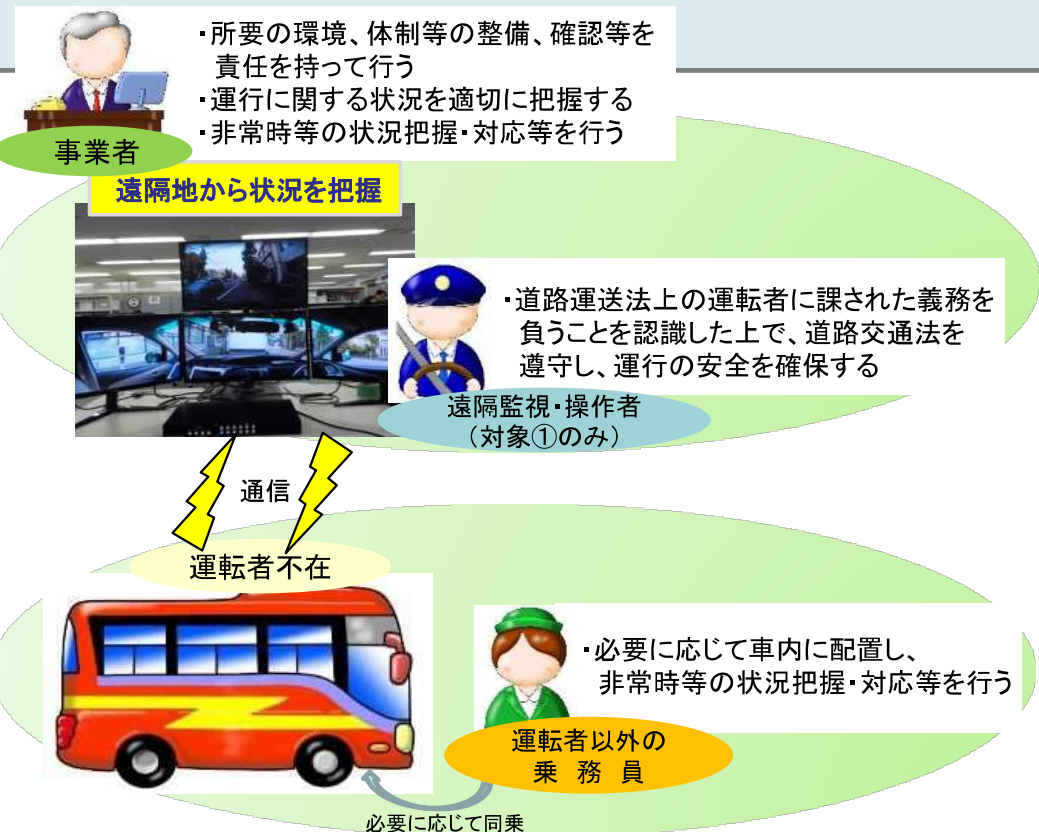 ・所要の環境、体制等の整備、確認等を
責任を持って行う
・運行に関する状況を適切に把握する
・非常時等の状況把握・対応等を行う
事業者
遠隔地から状況を把握
・道路運送法上の運転者に課された義務を
負うことを認識した上で、道路交通法を
遵守し、運行の安全を確保する
遠隔監視・操作者
（対象①のみ）
通信
運転者不在
・必要に応じて車内に配置し、
非常時等の状況把握・対応等を行う
運転者以外の
乗　務　員
必要に応じて同乗